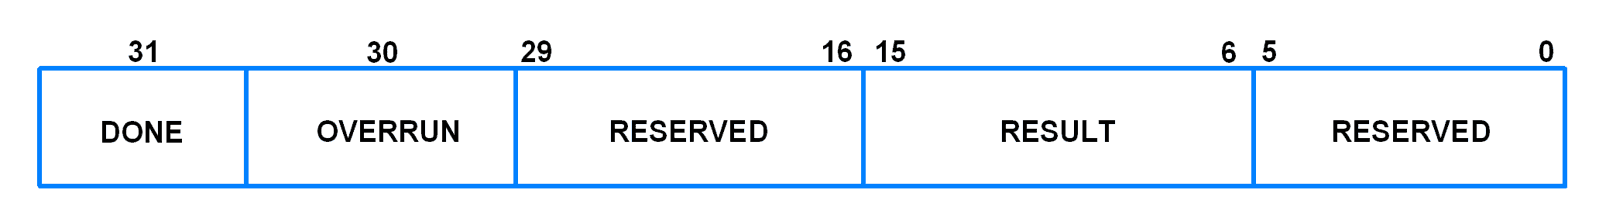 31 30 29 16 15 6 5 0
DONE OVERRUN RESERVED RESULT RESERVED